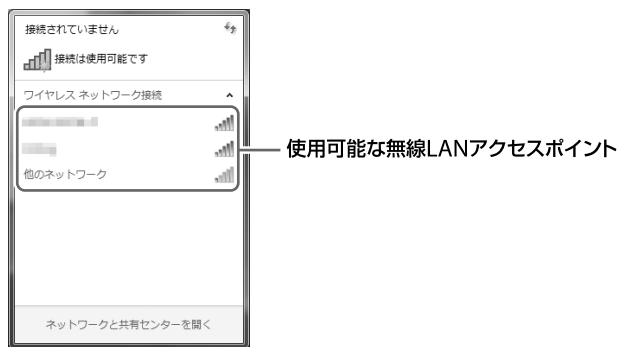 接続されていません
接続は使用可能です
ワイヤレス ネットワーク接続
他のネットワーク
使用可能な無線LANアクセスポイント
ネットワークと共有センターを開く